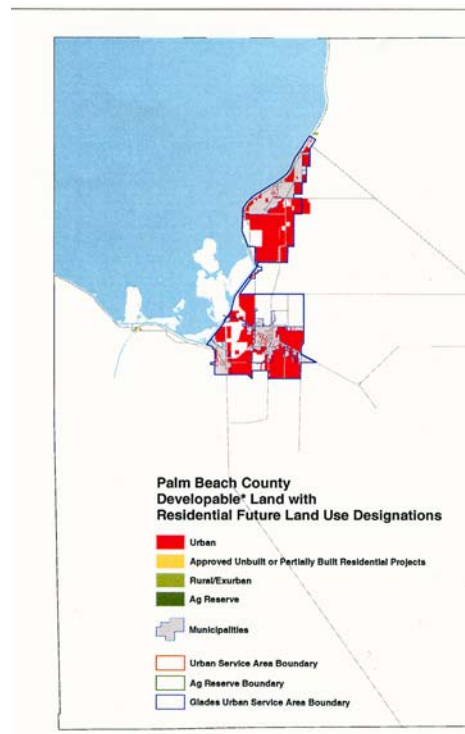 Palm Beach County
Developable* Land with
Residential Future Land Use Designations
Urban
Approved Unbuilt or Partially Built Residential Projects
Rural/Exurban
Ag Reserve
Municipalities
Urban Service Area Boundary
Ag Reserve Boundary
Glades Urban Service Area Boundary